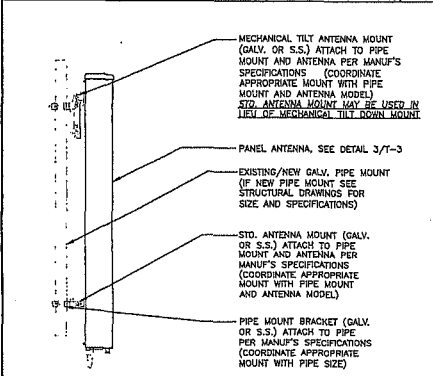 MECHANICAL TILT ANTENNA MOUNT
(GALV. OR S.S.) ATTACH TO PIPE
MOUNT AND ANTENNA PER MANUF'S
SPECIFICATIONS (COORDINATE
APPROPRIATE MOUNT WITH PIPE
MOUNT AND ANTENNA MODEL)
STD. ANTENNA MOUNT MAY BE USED IN
LIEU OF MECHANICAL TILT DOWN MOUNT
PANEL ANTENNA, SEE DETAIL 3/T-3
EXISTING/NEW GALV. PIPE MOUNT
(IF NEW PIPE MOUNT SEE
STRUCTURAL DRAWINGS FOR
SIZE AND SPECIFICATIONS)
STD. ANTENNA MOUNT (GALV.
OR S.S.) ATTACH TO PIPE
MOUNT AND ANTENNA PER
MANUF'S SPECIFICATIONS
(COORDINATE APPROPRIATE
MOUNT WITH PIPE MOUNT
AND ANTENNA MODEL)
PIPE MOUNT BRACKET (GALV.
OR S.S.) ATTACH TO PIPE
PER MANUF'S SPECIFICATIONS
(COORDINATE APPROPRIATE
MOUNT WITH PIPE SIZE)